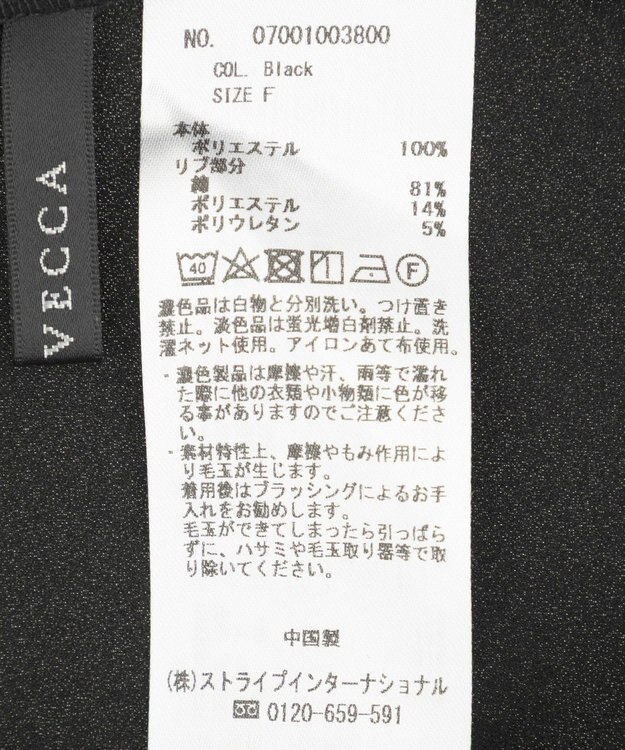 NO. 07001003800
COL. Black
SIZE F
本体
ポリエステル 100%
リブ部分
綿 81%
ポリエステル 14%
ポリウレタン 5%
40 F
濃色品は白物と分別洗い。つけ置き
禁止。淡色品は蛍光増白剤禁止。洗
濯ネット使用。アイロンあて布使用。
・濃色製品は摩擦や汗、雨等で濡れ
た際に他の衣類や小物類に色が移
る事がありますのでご注意くださ
い。
・素材特性上、摩擦やもみ作用によ
り毛玉が生じます。
着用後はブラッシングによるお手
入れをお勧めします。
毛玉ができてしまったら引っぱら
ずに、ハサミや毛玉取り器等で取
り除いてください。
中国製
(株)ストライプインターナショナル
0120-659-591
VECCA